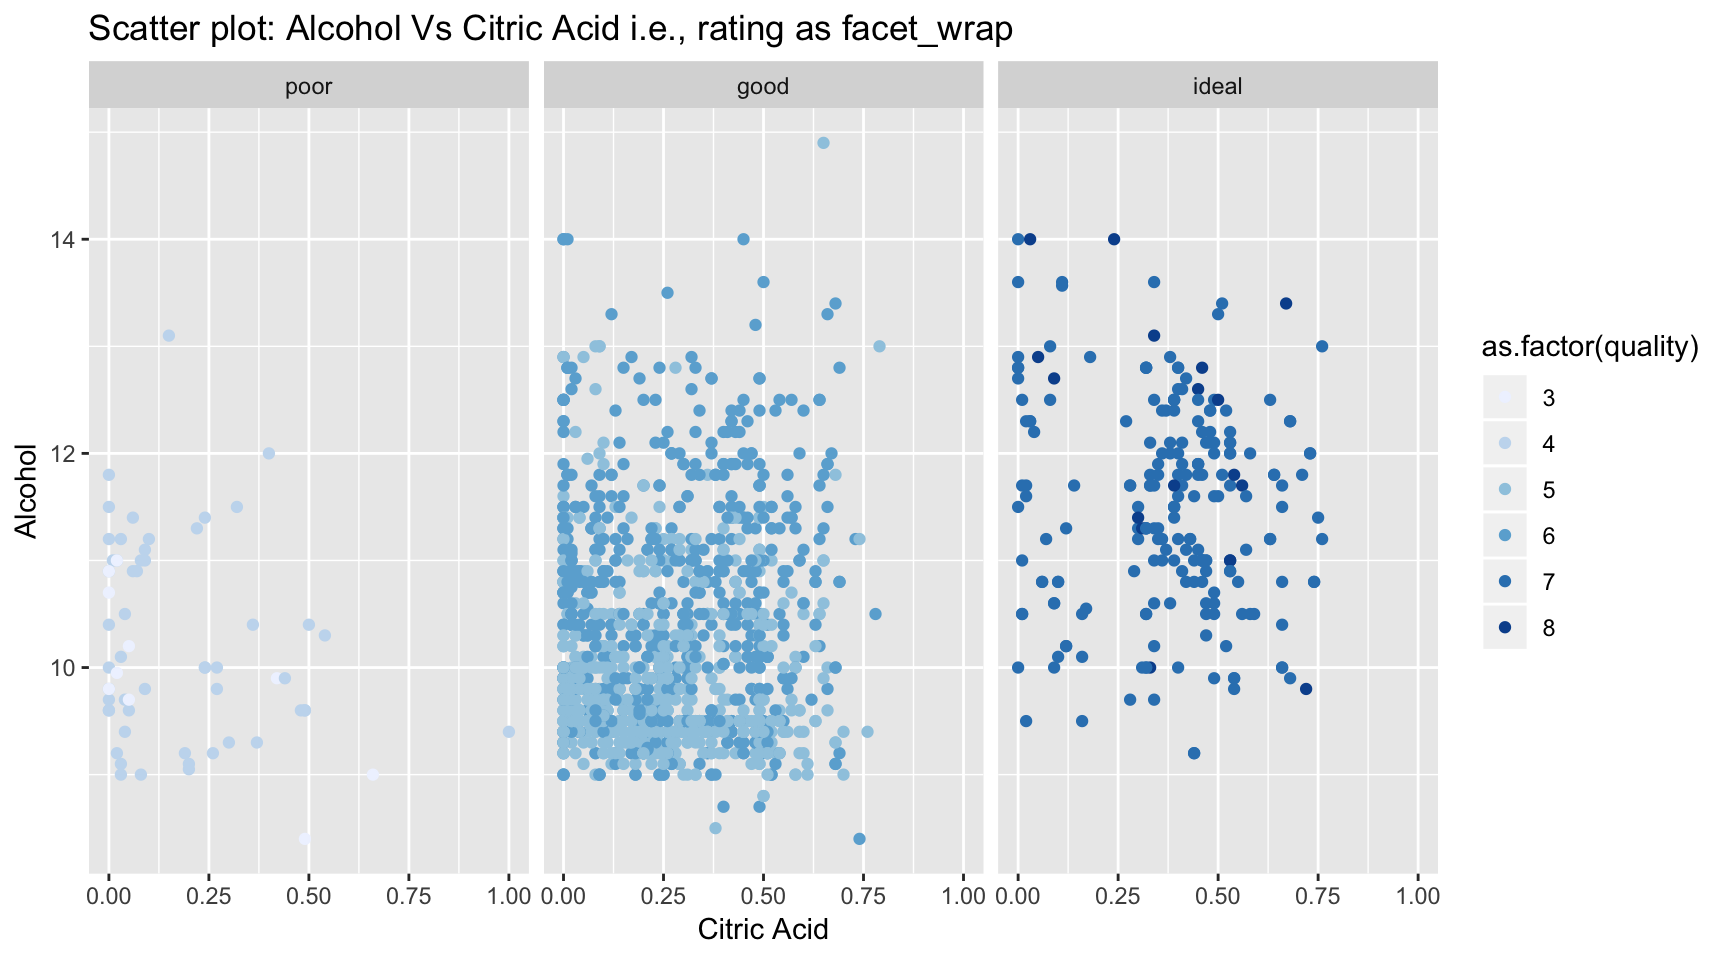 Scatter plot: Alcohol Vs Citric Acid i.e., rating as facet_wrap
poor
good
ideal
14
12
10
Alcohol
0.00 0.25 0.50 0.75 1.00
0.00 0.25 0.50 0.75 1.00
0.00 0.25 0.50 0.75 1.00
Citric Acid
as.factor(quality)
3
4
5
6
7
8